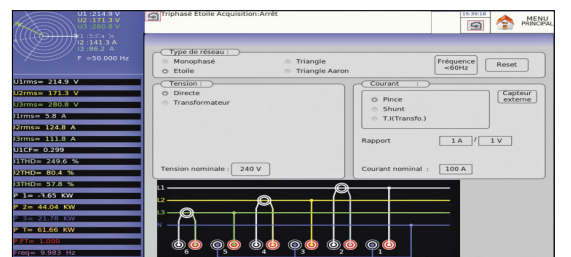 U1 :214.9 V
U2 :171.3 V
U3 :280.8 V
I2 :141.3 A
I3 :86.2 A
F =50.000 Hz
U1rms= 214.9 V
U2rms= 171.3 V
U3rms= 280.8 V
I1rms= 5.8 A
I2rms= 124.8 A
I3rms= 111.8 A
U1CF= 0.299
I1THD= 249.6 %
I2THD= 80.4 %
I3THD= 57.8 %
P 1= -3.65 KW
P 2= 44.04 KW
P 3= 21.78 KW
P T= 61.66 KW
P.FT= 1.000
Freq= 9.983 Hz
Triphasé Etoile Acquisition:Arrêt
15:39:18
MENU
PRINCIPAL
Type de réseau :
Monophasé
Triangle
Etoile
Triangle Aaron
Fréquence
<60Hz
Reset
Tension :
Directe
Transformateur
Tension nominale :
240 V
Courant :
Pince
Shunt
T.I(Transfo.)
Capteur
externe
Rapport
1 A
/
1 V
Courant nominal :
100 A
L1
L2
L3
N
6 5 4 3 2 1